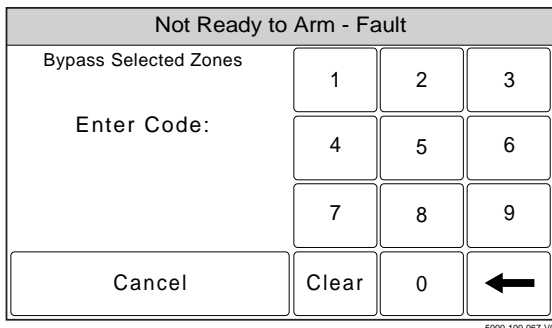 Not Ready to Arm - Fault
Bypass Selected Zones
Enter Code:
1 2 3
4 5 6
7 8 9
Cancel Clear 0